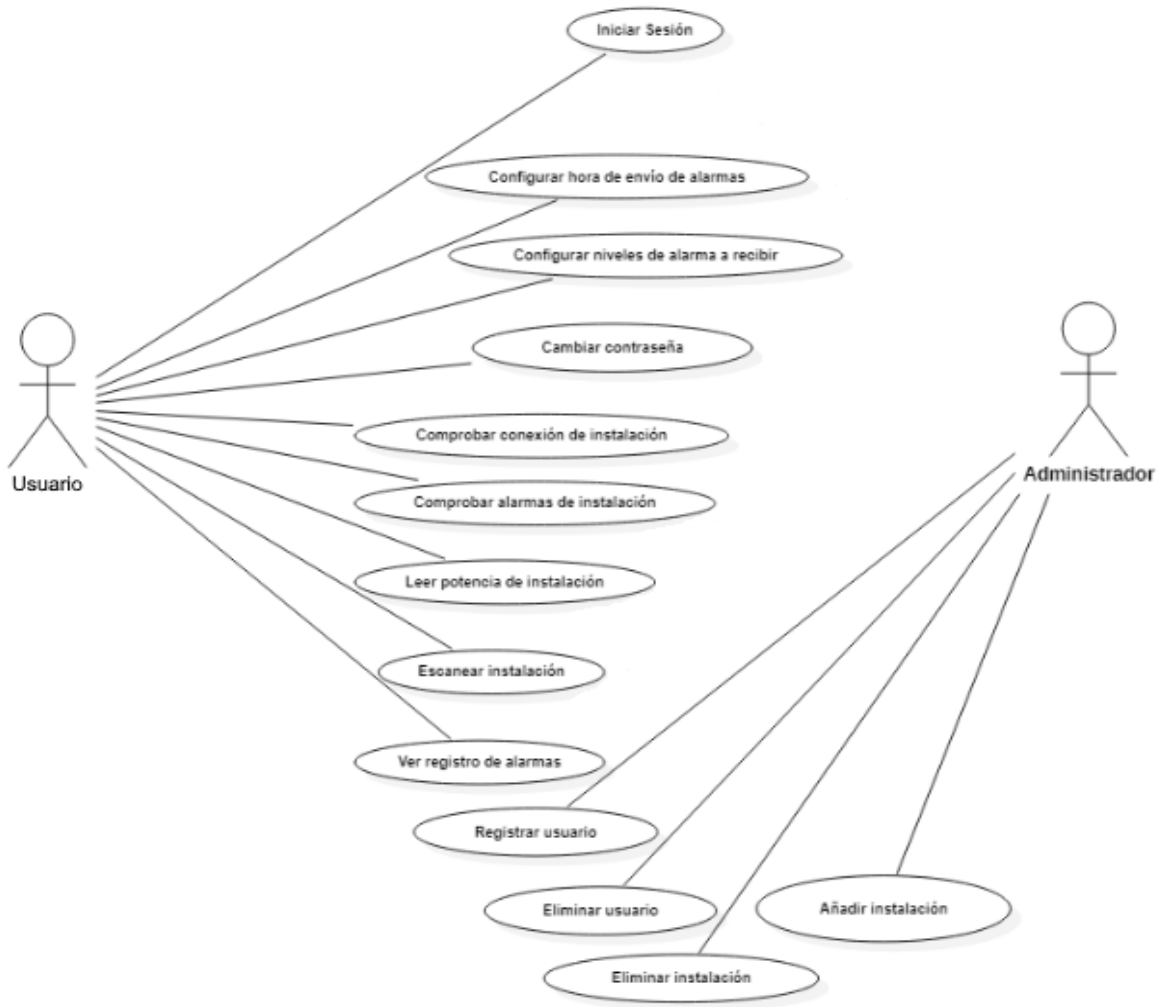 Iniciar Sesión
Configurar hora de envío de alarmas
Configurar niveles de alarma a recibir
Cambiar contraseña
Comprobar conexión de instalación
Usuario
Administrador
Comprobar alarmas de instalación
Leer potencia de instalación
Escanear instalación
Ver registro de alarmas
Registrar usuario
Eliminar usuario
Añadir instalación
Eliminar instalación